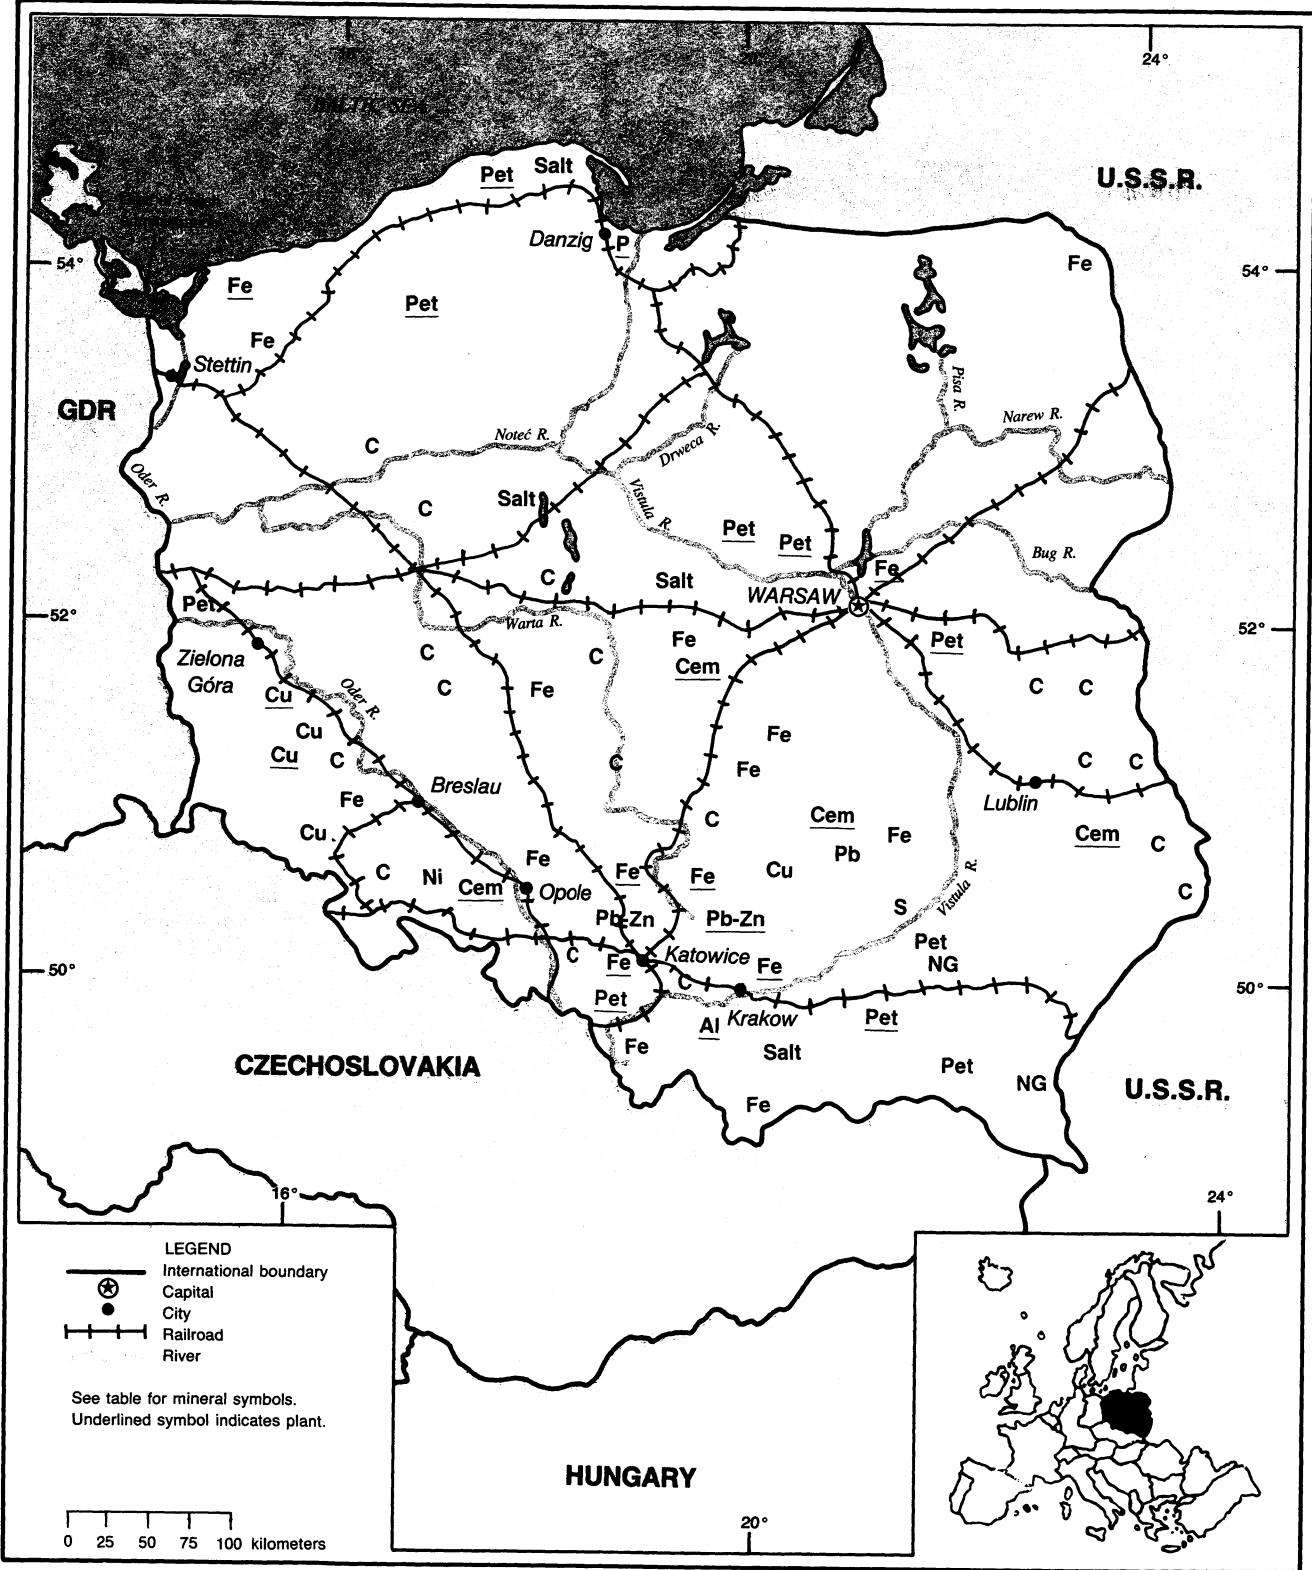 24°
BALTIC SEA
U.S.S.R.
Pet
Salt
Danzig
P
54°
Fe
54°
Fe
Pet
Fe
Stettin
Pisa R.
GDR
Narew R.
Noteć R.
C
Drweca R.
Oder R.
Vistula R.
Salt
C
Pet
Pet
Bug R.
Fe
C
Salt
WARSAW
Pet
52°
Warta R.
52°
Fe
Pet
Zielona
Góra
C
C
Cem
Oder R.
Cu
C
Fe
C
C
Cu
Fe
Cu
C
C
Fe
C
C
Breslau
Lublin
Fe
Cem
C
Cu
Fe
Cem
C
Fe
Pb
C
Ni
Cem
Opole
Fe
Fe
Cu
Vistula R.
C
S
Pb-Zn
Pb-Zn
Pet
Katowice
C
Fe
Fe
NG
50°
C
50°
Pet
Al
Krakow
Pet
Fe
Salt
CZECHOSLOVAKIA
Pet
NG
U.S.S.R.
Fe
16°
24°
LEGEND
International boundary
Capital
City
Railroad
River
See table for mineral symbols.
Underlined symbol indicates plant.
HUNGARY
20°
0 25 50 75 100 kilometers